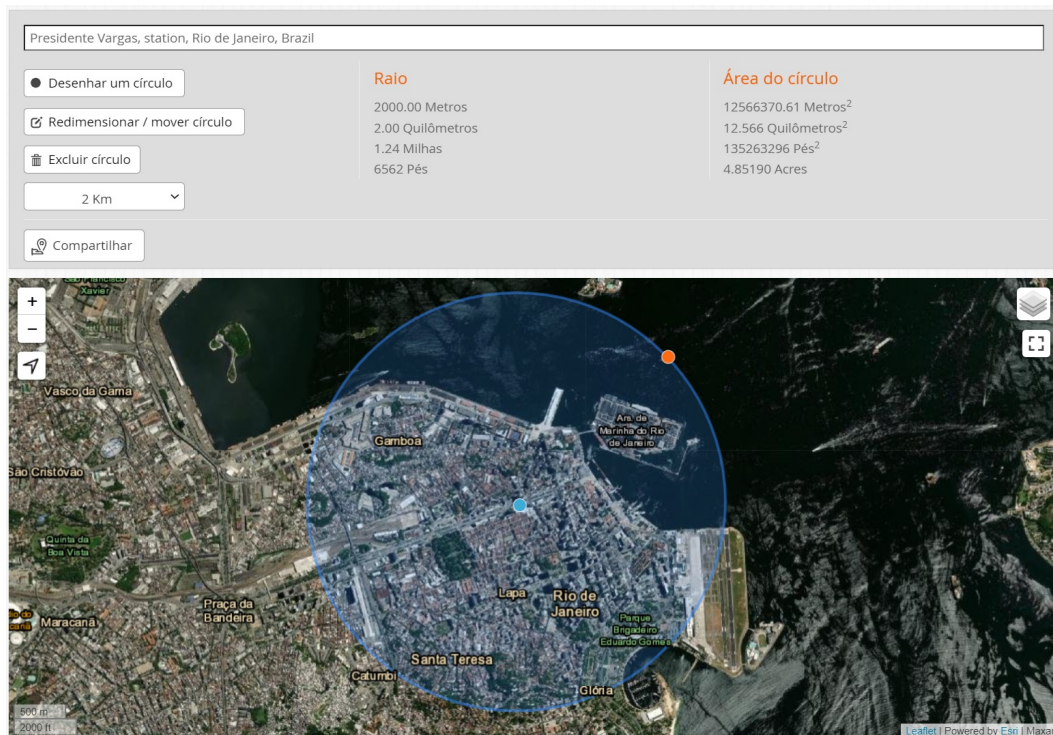 Presidente Vargas, station, Rio de Janeiro, Brazil
Desenhar um círculo
Redimensionar / mover círculo
Excluir círculo
2 Km
Compartilhar
Raio
2000.00 Metros
2.00 Quilômetros
1.24 Milhas
6562 Pés
Área do círculo
12566370.61 Metros²
12.566 Quilômetros²
135263296 Pés²
4.85190 Acres
São Francisco
Xavier
+
−
Vasco da Gama
Gamboa
Ars. de
Marinha do Rio
de Janeiro
São Cristóvão
Quinta da
Boa Vista
Praça da
Bandeira
Maracanã
Lapa
Rio de
Janeiro
Parque
Brigadeiro
Eduardo Gomes
Santa Teresa
Catumbi
Glória
500 m
2000 ft
Leaflet | Powered by Esri | Maxar